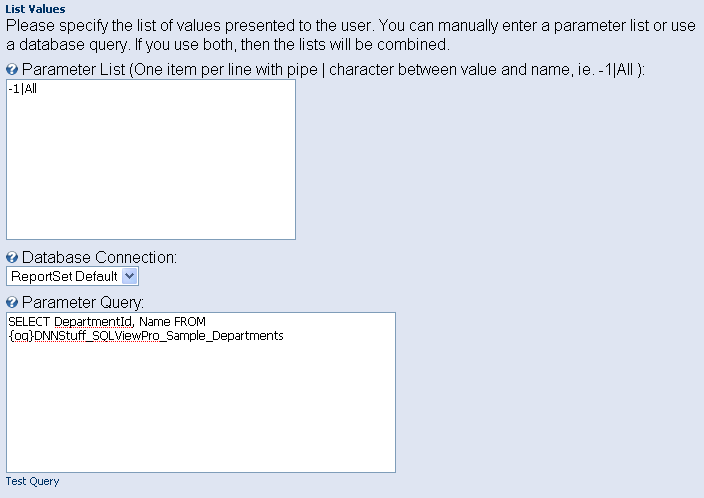 List Values
Please specify the list of values presented to the user. You can manually enter a parameter list or use
a database query. If you use both, then the lists will be combined.
? Parameter List (One item per line with pipe | character between value and name, ie. -1|All ):
-1|All
? Database Connection:
ReportSet Default
? Parameter Query:
SELECT DepartmentId, Name FROM
{oq}DNNStuff_SQLViewPro_Sample_Departments
Test Query